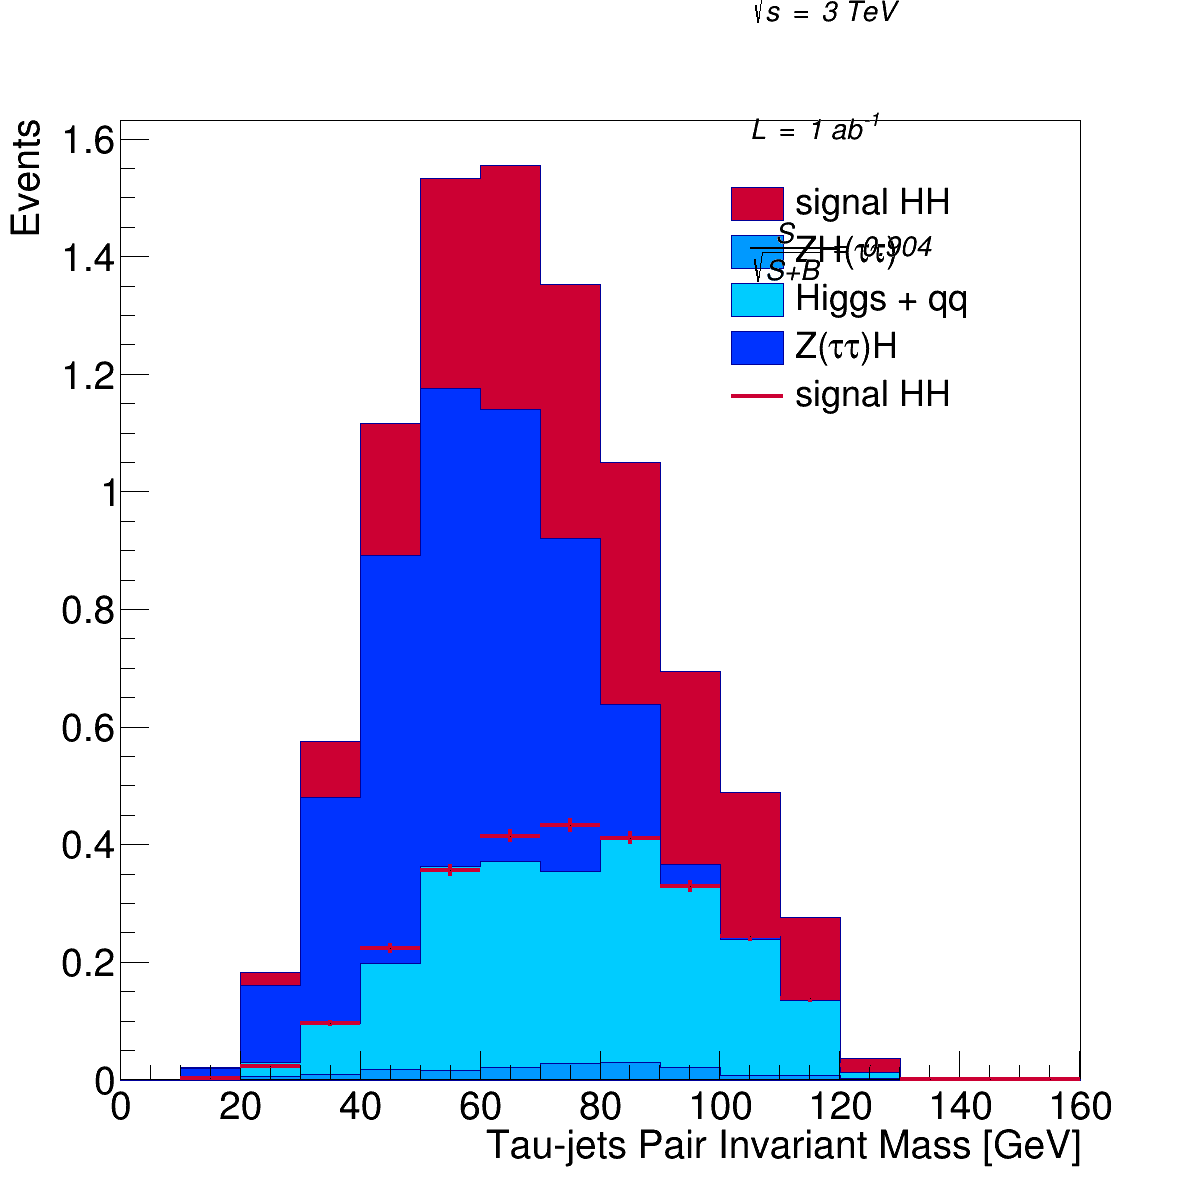 √s = 3 TeV
L = 1 ab⁻¹
signal HH
S
ZH(ττ)
0.904
√S+B
Higgs + qq
Z(ττ)H
signal HH
Events
1.6
1.4
1.2
1
0.8
0.6
0.4
0.2
0
0 20 40 60 80 100 120 140 160
Tau-jets Pair Invariant Mass [GeV]